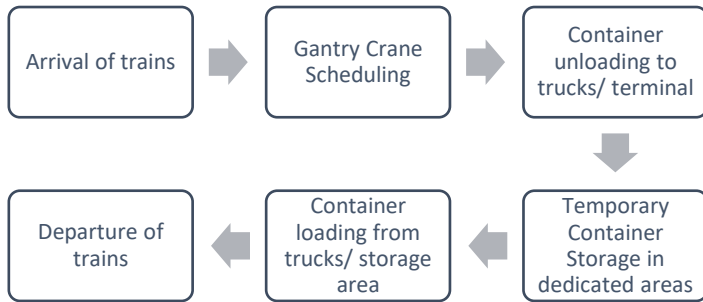 Arrival of trains
Gantry Crane
Scheduling
Container
unloading to
trucks/ terminal
Temporary
Container
Storage in
dedicated areas
Container
loading from
trucks/ storage
area
Departure of
trains